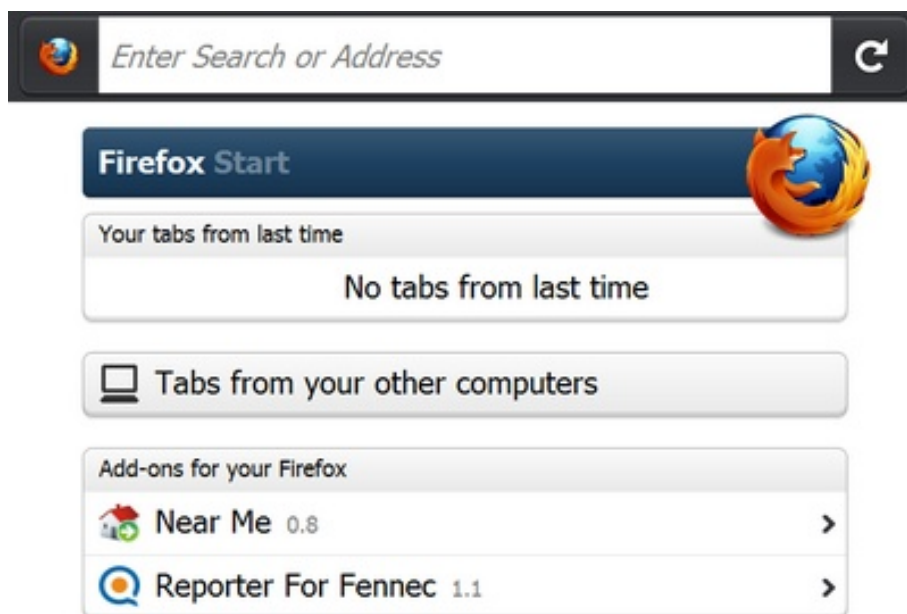 Enter Search or Address
Firefox Start
Your tabs from last time
No tabs from last time
Tabs from your other computers
Add-ons for your Firefox
Near Me 0.8
Reporter For Fennec 1.1